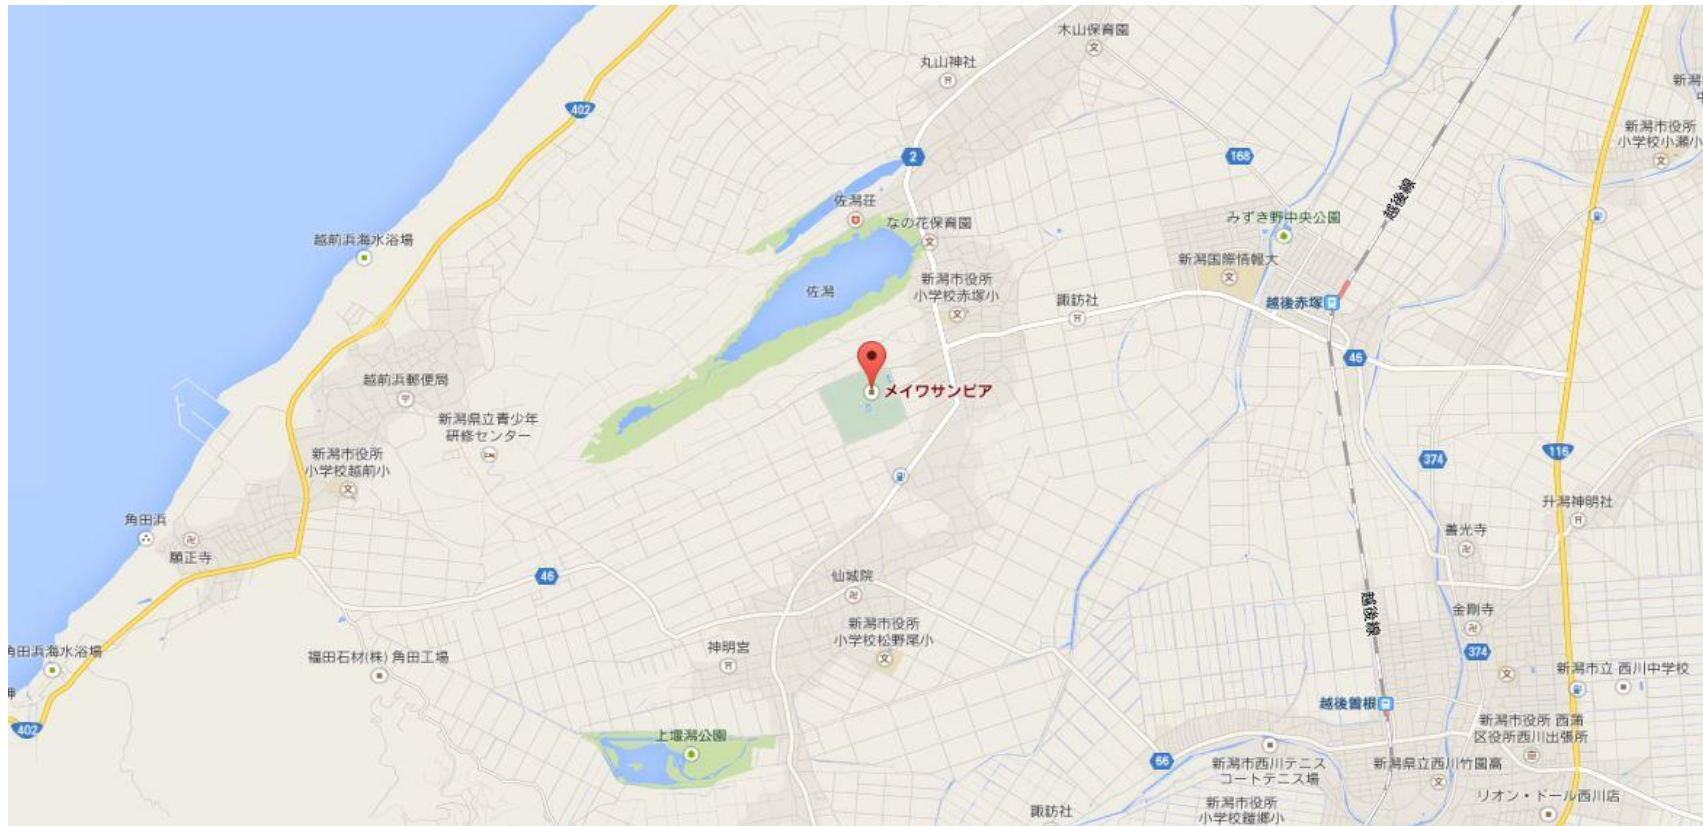 木山保育園
丸山神社
新潟市役所
小学校小瀬小
402
2
168
越後線
佐潟荘
なの花保育園
みずき野中央公園
越前浜海水浴場
新潟国際情報大
新潟市役所
小学校赤塚小
佐潟
諏訪社
越後赤塚
46
越前浜郵便局
メイワサンピア
新潟県立青少年
研修センター
新潟市役所
小学校越前小
374
116
升潟神明社
角田浜
願正寺
善光寺
46
仙城院
越後線
金剛寺
新潟市役所
小学校松野尾小
神明宮
374
角田浜海水浴場
福田石材(株) 角田工場
新潟市立 西川中学校
越後曽根
402
上堰潟公園
新潟市役所 西蒲
区役所西川出張所
66
新潟市西川テニス
コートテニス場
新潟県立西川竹園高
リオン・ドール西川店
諏訪社
新潟市役所
小学校鎧郷小